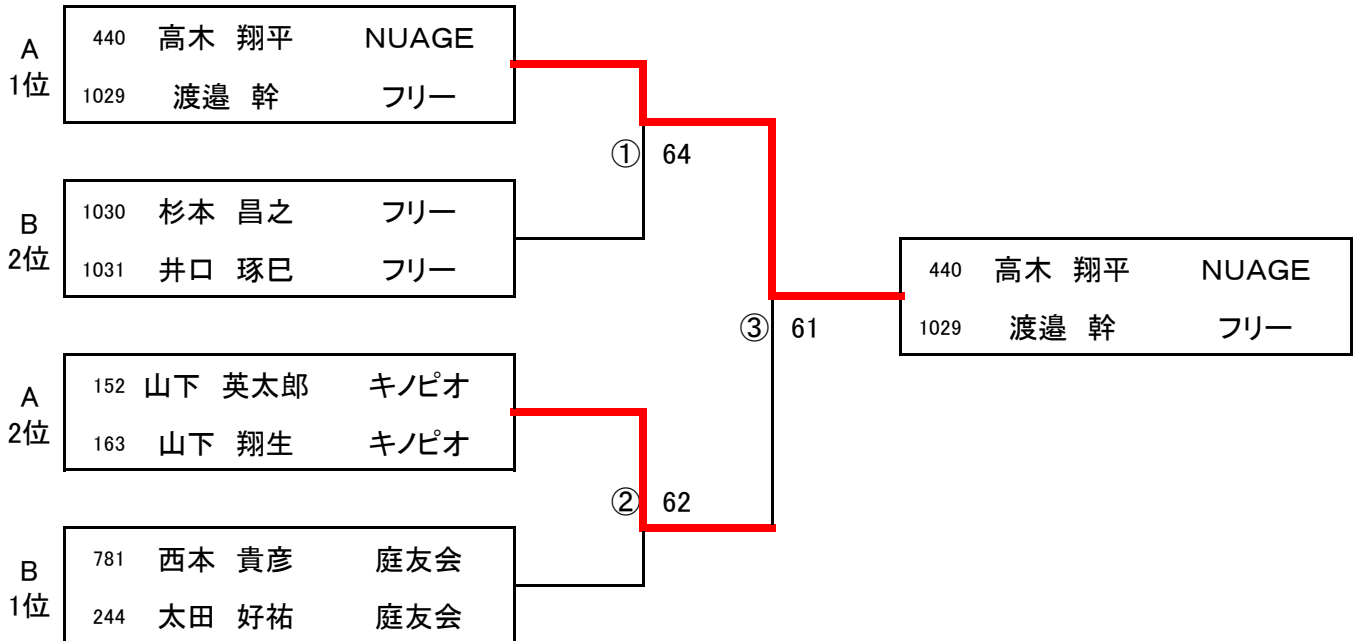 A
1位
440 高木 翔平 NUAGE
1029 渡邉 幹 フリー
① 64
B
2位
1030 杉本 昌之 フリー
1031 井口 琢巳 フリー
440 高木 翔平 NUAGE
1029 渡邉 幹 フリー
③ 61
A
2位
152 山下 英太郎 キノピオ
163 山下 翔生 キノピオ
② 62
B
1位
781 西本 貴彦 庭友会
244 太田 好祐 庭友会